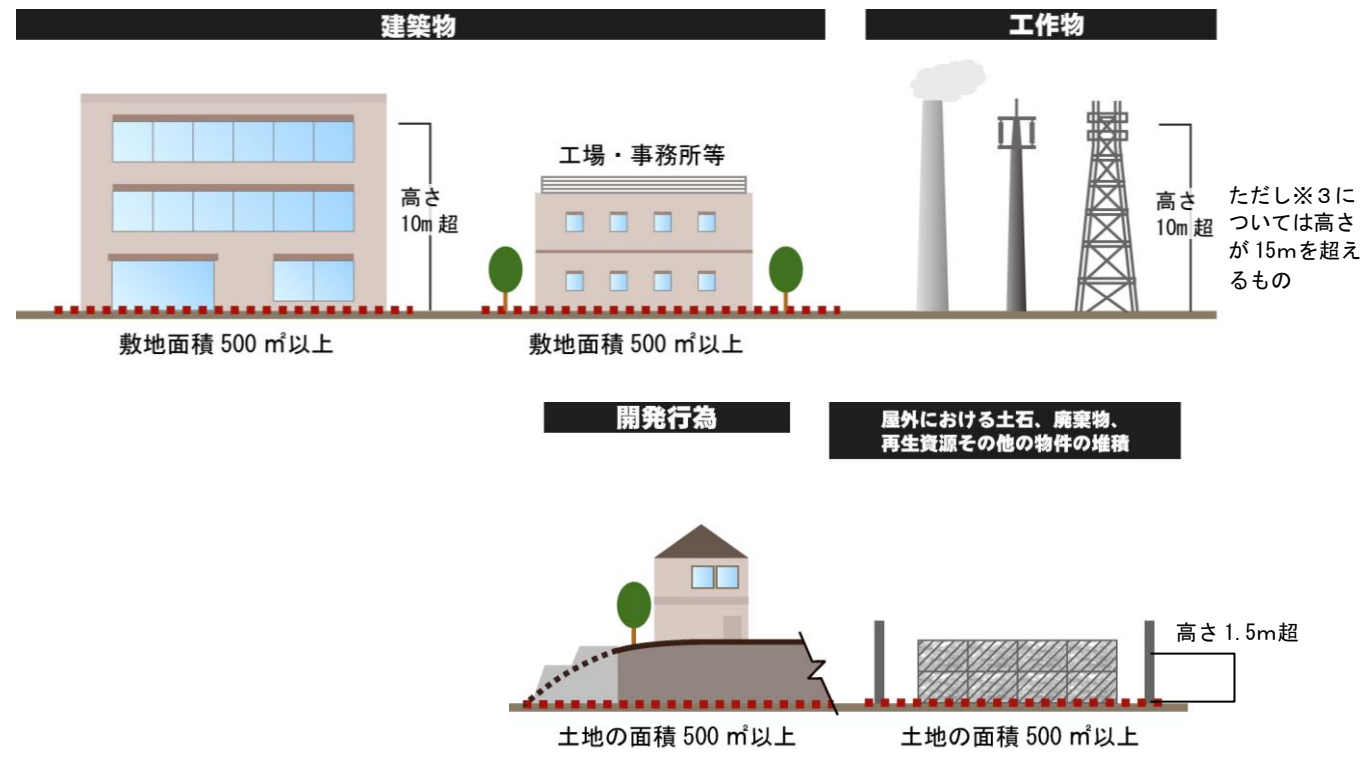 建築物
工作物
工場・事務所等
高さ
10m 超
高さ
10m 超
ただし※３に
ついては高さ
が 15ｍを超え
るもの
敷地面積 500 ㎡以上
敷地面積 500 ㎡以上
開発行為
屋外における土石、廃棄物、
再生資源その他の物件の堆積
高さ 1.5ｍ超
土地の面積 500 ㎡以上
土地の面積 500 ㎡以上